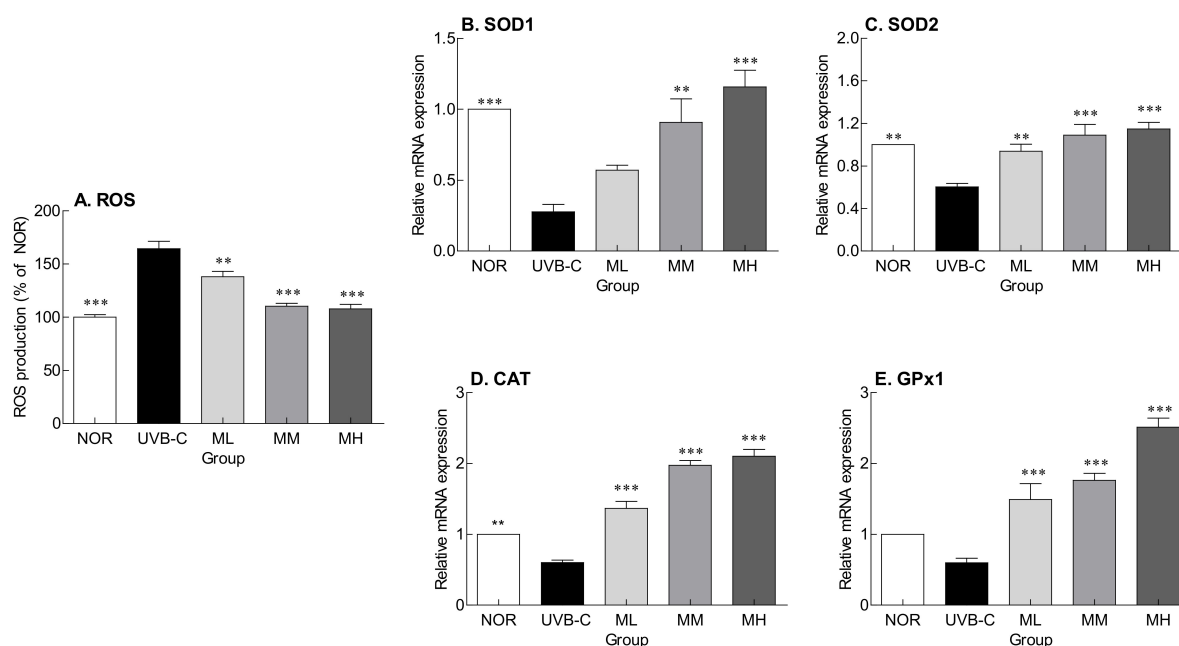 A. ROS
ROS production (% of NOR)
200
150
100
50
0
***
**
***
***
NOR UVB-C ML MM MH
Group
B. SOD1
Relative mRNA expression
1.5
1.0
0.5
0.0
***
**
***
NOR UVB-C ML MM MH
Group
C. SOD2
Relative mRNA expression
2.0
1.6
1.2
0.8
0.4
0.0
**
**
***
***
NOR UVB-C ML MM MH
Group
D. CAT
Relative mRNA expression
3
2
1
0
**
***
***
***
NOR UVB-C ML MM MH
Group
E. GPx1
Relative mRNA expression
3
2
1
0
***
***
***
NOR UVB-C ML MM MH
Group